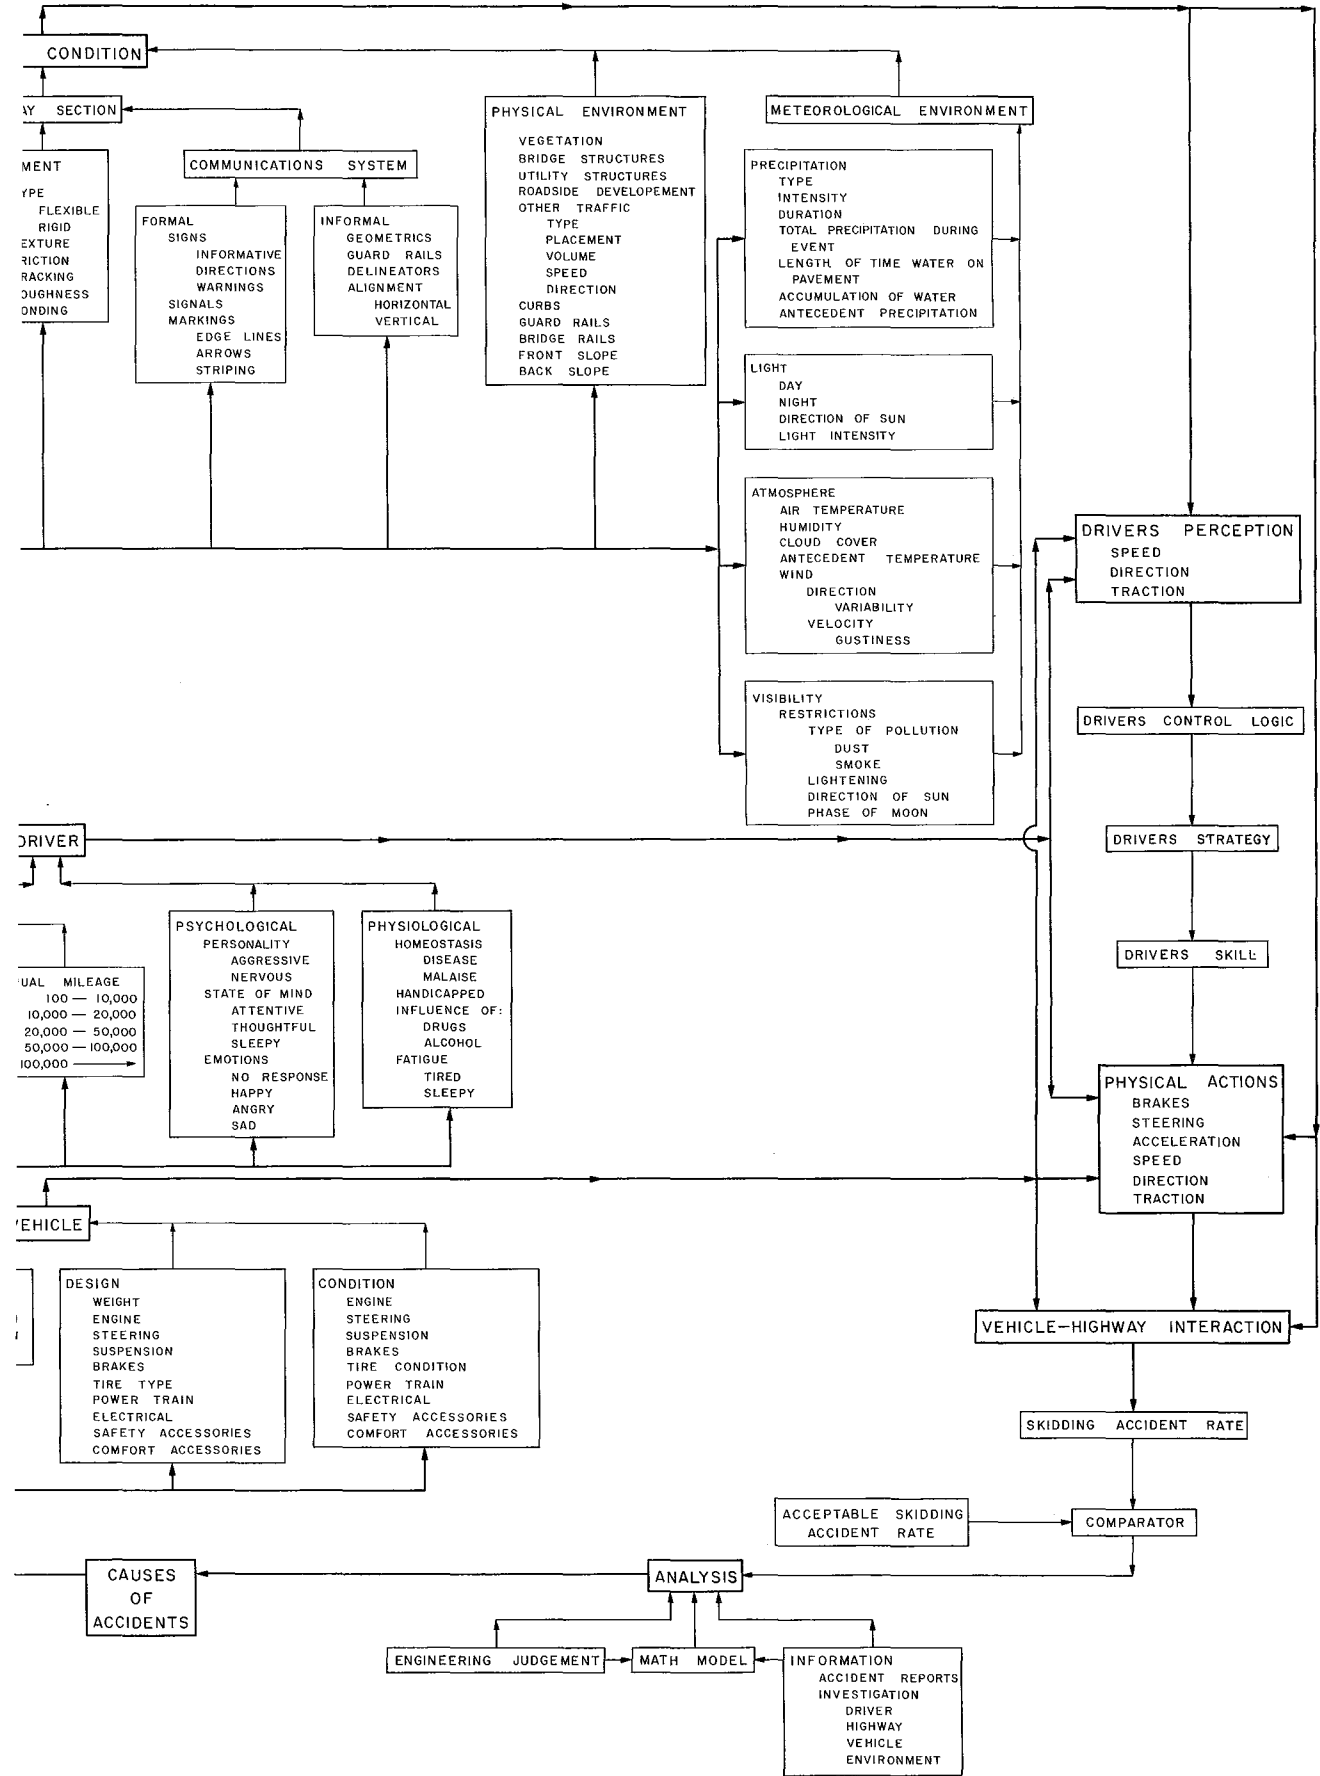 CONDITION
AY SECTION
MENT
YPE
FLEXIBLE
RIGID
EXTURE
RICTION
RACKING
OUGHNESS
ONDING
COMMUNICATIONS SYSTEM
FORMAL
SIGNS
INFORMATIVE
DIRECTIONS
WARNINGS
SIGNALS
MARKINGS
EDGE LINES
ARROWS
STRIPING
INFORMAL
GEOMETRICS
GUARD RAILS
DELINEATORS
ALIGNMENT
HORIZONTAL
VERTICAL
PHYSICAL ENVIRONMENT
VEGETATION
BRIDGE STRUCTURES
UTILITY STRUCTURES
ROADSIDE DEVELOPEMENT
OTHER TRAFFIC
TYPE
PLACEMENT
VOLUME
SPEED
DIRECTION
CURBS
GUARD RAILS
BRIDGE RAILS
FRONT SLOPE
BACK SLOPE
METEOROLOGICAL ENVIRONMENT
PRECIPITATION
TYPE
INTENSITY
DURATION
TOTAL PRECIPITATION DURING
EVENT
LENGTH OF TIME WATER ON
PAVEMENT
ACCUMULATION OF WATER
ANTECEDENT PRECIPITATION
LIGHT
DAY
NIGHT
DIRECTION OF SUN
LIGHT INTENSITY
ATMOSPHERE
AIR TEMPERATURE
HUMIDITY
CLOUD COVER
ANTECEDENT TEMPERATURE
WIND
DIRECTION
VARIABILITY
VELOCITY
GUSTINESS
VISIBILITY
RESTRICTIONS
TYPE OF POLLUTION
DUST
SMOKE
LIGHTENING
DIRECTION OF SUN
PHASE OF MOON
DRIVERS PERCEPTION
SPEED
DIRECTION
TRACTION
DRIVERS CONTROL LOGIC
DRIVERS STRATEGY
DRIVERS SKILL
PHYSICAL ACTIONS
BRAKES
STEERING
ACCELERATION
SPEED
DIRECTION
TRACTION
DRIVER
UAL MILEAGE
100 — 10,000
10,000 — 20,000
20,000 — 50,000
50,000 — 100,000
100,000
PSYCHOLOGICAL
PERSONALITY
AGGRESSIVE
NERVOUS
STATE OF MIND
ATTENTIVE
THOUGHTFUL
SLEEPY
EMOTIONS
NO RESPONSE
HAPPY
ANGRY
SAD
PHYSIOLOGICAL
HOMEOSTASIS
DISEASE
MALAISE
HANDICAPPED
INFLUENCE OF:
DRUGS
ALCOHOL
FATIGUE
TIRED
SLEEPY
VEHICLE
DESIGN
WEIGHT
ENGINE
STEERING
SUSPENSION
BRAKES
TIRE TYPE
POWER TRAIN
ELECTRICAL
SAFETY ACCESSORIES
COMFORT ACCESSORIES
CONDITION
ENGINE
STEERING
SUSPENSION
BRAKES
TIRE CONDITION
POWER TRAIN
ELECTRICAL
SAFETY ACCESSORIES
COMFORT ACCESSORIES
VEHICLE—HIGHWAY INTERACTION
SKIDDING ACCIDENT RATE
ACCEPTABLE SKIDDING
ACCIDENT RATE
COMPARATOR
CAUSES
OF
ACCIDENTS
ANALYSIS
ENGINEERING JUDGEMENT
MATH MODEL
INFORMATION
ACCIDENT REPORTS
INVESTIGATION
DRIVER
HIGHWAY
VEHICLE
ENVIRONMENT